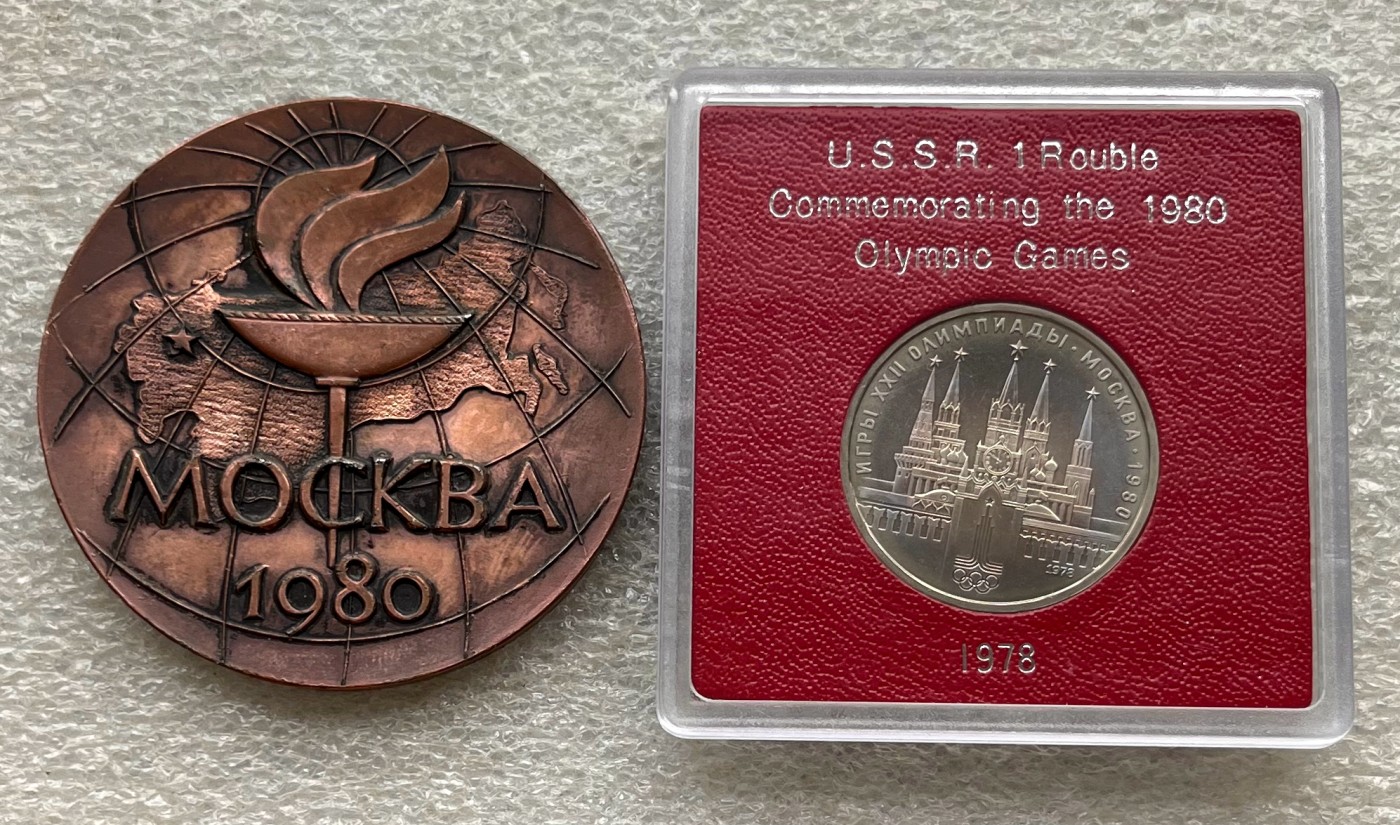 МОСКВА
1980
U.S.S.R. 1 Rouble
Commemorating the 1980
Olympic Games
ИГРЫ XXII ОЛИМПИАДЫ · МОСКВА · 1980
1978
1978